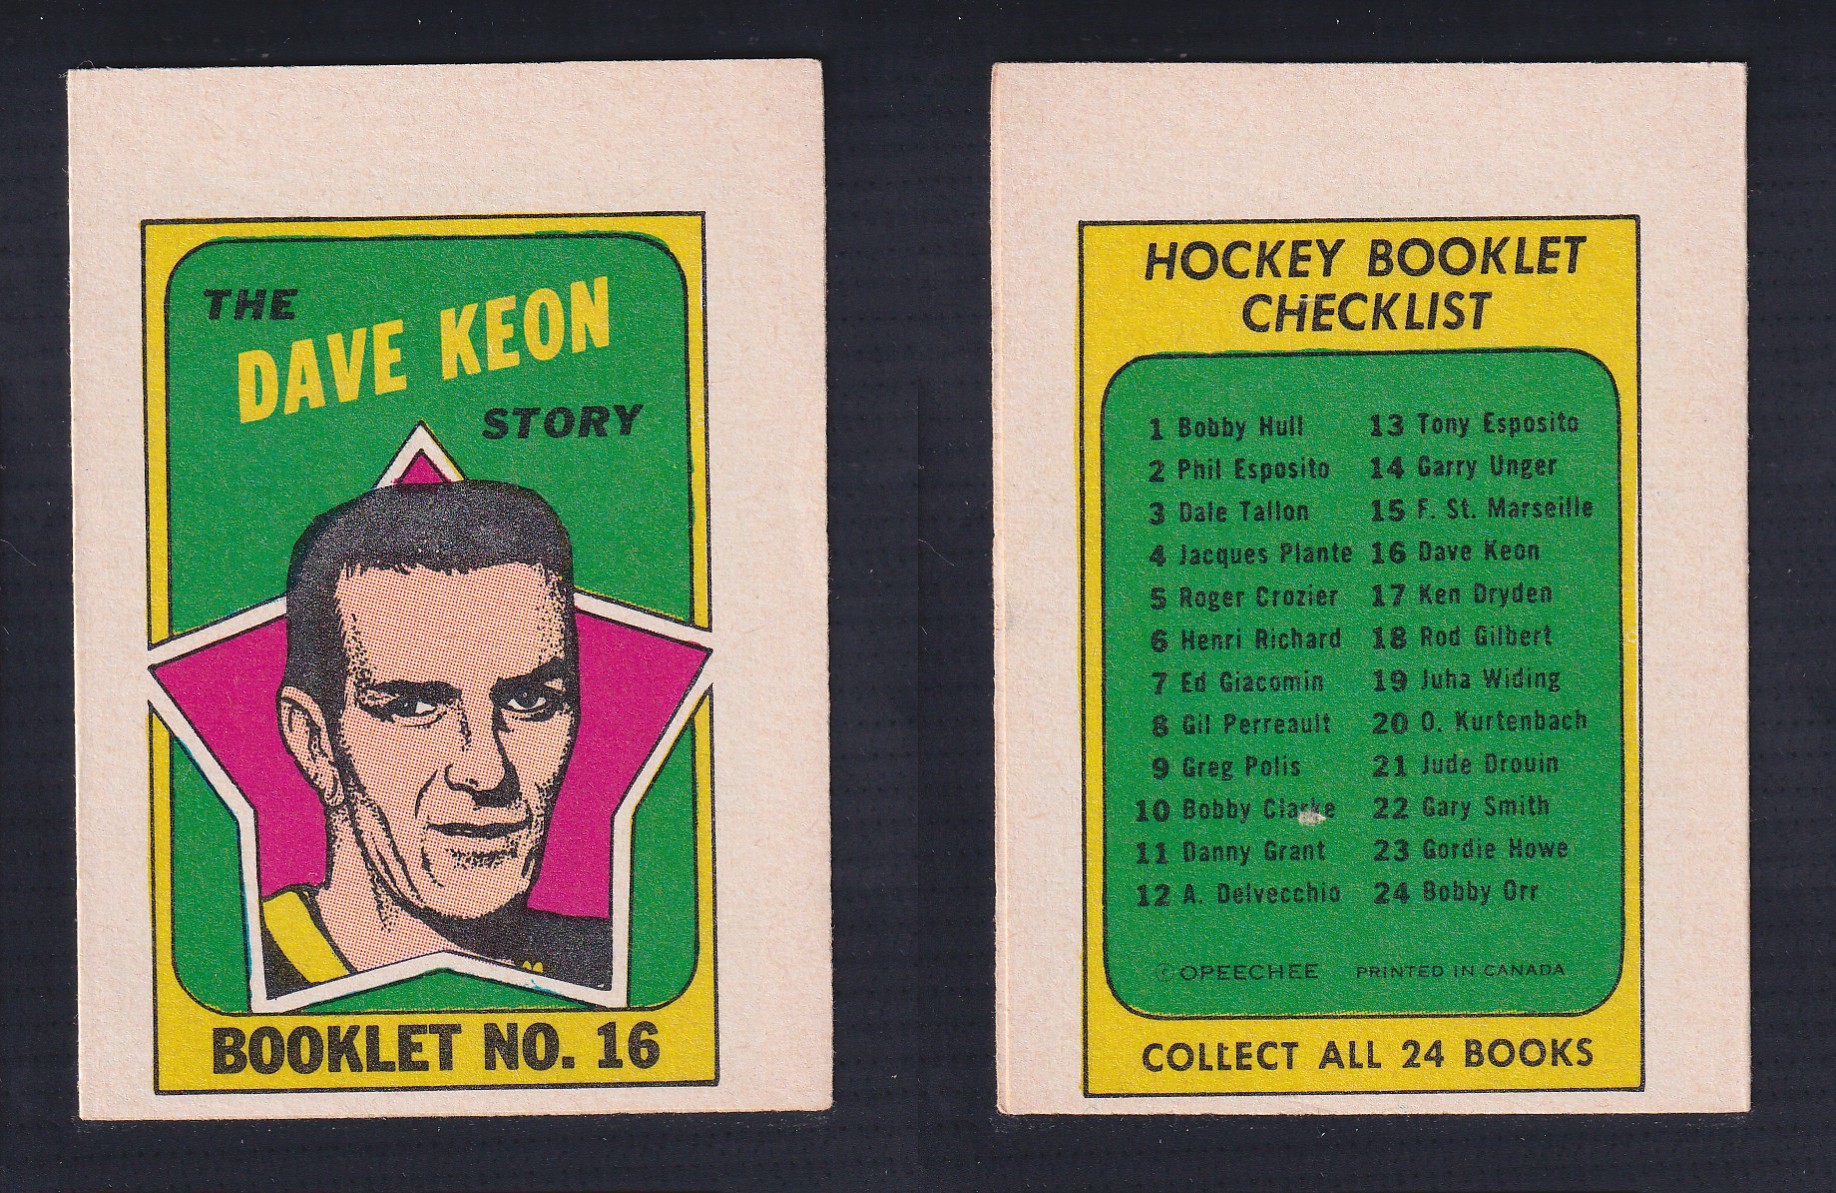 THE
DAVE KEON
STORY
BOOKLET NO. 16
HOCKEY BOOKLET
CHECKLIST
1 Bobby Hull
2 Phil Esposito
3 Dale Tallon
4 Jacques Plante
5 Roger Crozier
6 Henri Richard
7 Ed Giacomin
8 Gil Perreault
9 Greg Polis
10 Bobby Clarke
11 Danny Grant
12 A. Delvecchio
13 Tony Esposito
14 Garry Unger
15 F. St. Marseille
16 Dave Keon
17 Ken Dryden
18 Rod Gilbert
19 Juha Widing
20 O. Kurtenbach
21 Jude Drouin
22 Gary Smith
23 Gordie Howe
24 Bobby Orr
© OPEECHEE PRINTED IN CANADA
COLLECT ALL 24 BOOKS